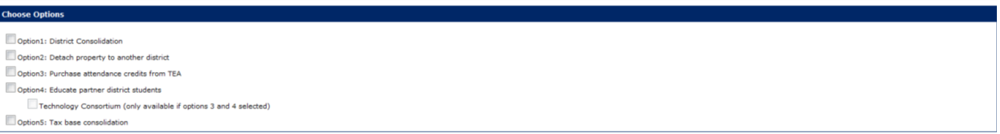 Choose Options
Option1: District Consolidation
Option2: Detach property to another district
Option3: Purchase attendance credits from TEA
Option4: Educate partner district students
Technology Consortium (only available if options 3 and 4 selected)
Option5: Tax base consolidation